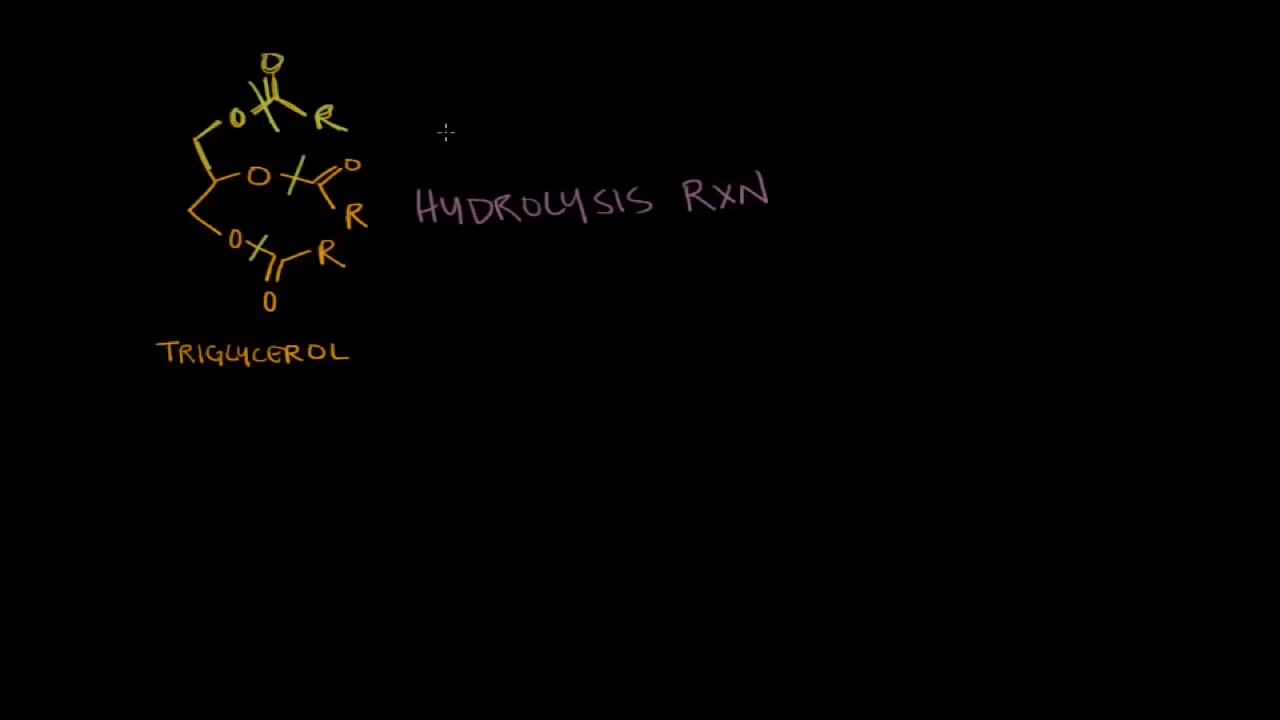 O
O R
O O
R
O R
O
HYDROLYSIS RXN
TRIGLYCEROL